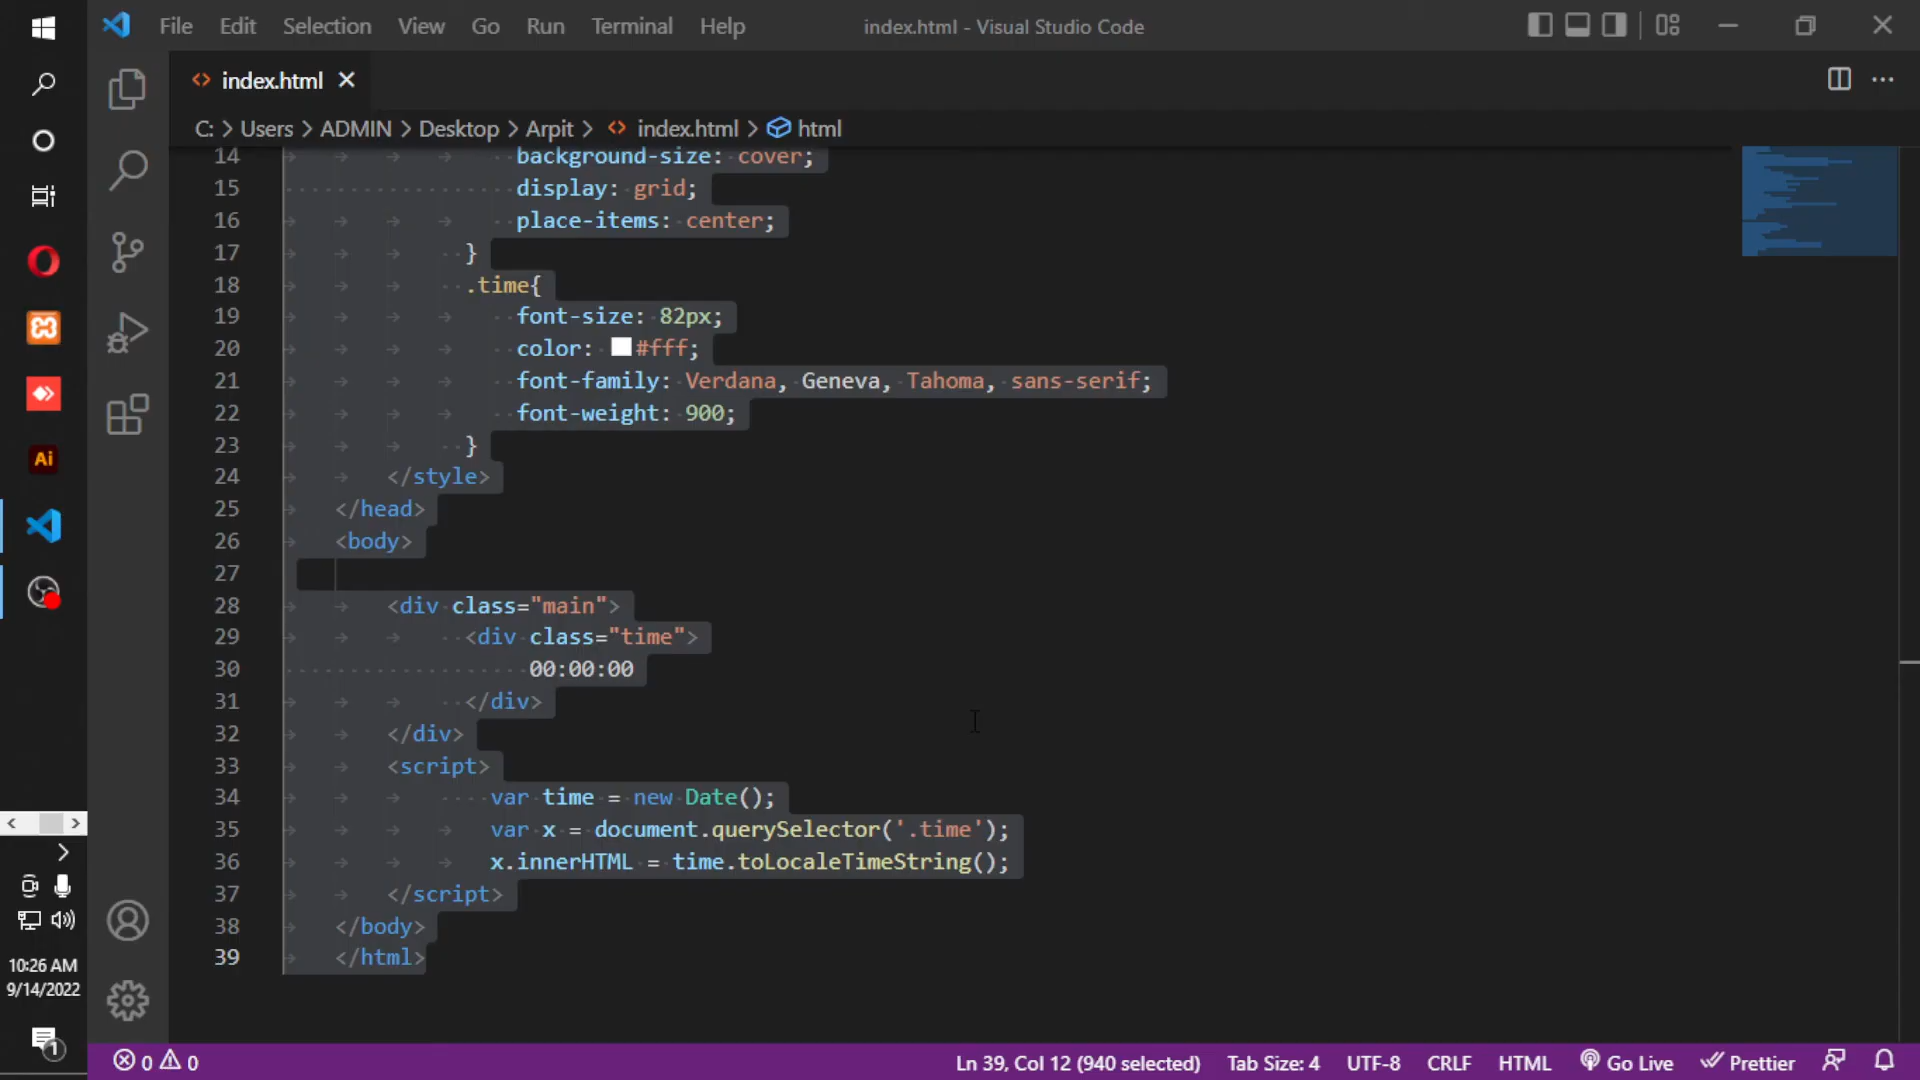 File Edit Selection View Go Run Terminal Help index.html - Visual Studio Code
index.html
C: > Users > ADMIN > Desktop > Arpit > index.html > html
14 background-size: cover;
15 display: grid;
16 place-items: center;
17 }
18 .time{
19 font-size: 82px;
20 color: #fff;
21 font-family: Verdana, Geneva, Tahoma, sans-serif;
22 font-weight: 900;
23 }
24 </style>
25 </head>
26 <body>
27
28 <div class="main">
29 <div class="time">
30 00:00:00
31 </div>
32 </div>
33 <script>
34 var time = new Date();
35 var x = document.querySelector('.time');
36 x.innerHTML = time.toLocaleTimeString();
37 </script>
38 </body>
39 </html>
Ai
10:26 AM
9/14/2022
1
0 0 Ln 39, Col 12 (940 selected) Tab Size: 4 UTF-8 CRLF HTML Go Live Prettier